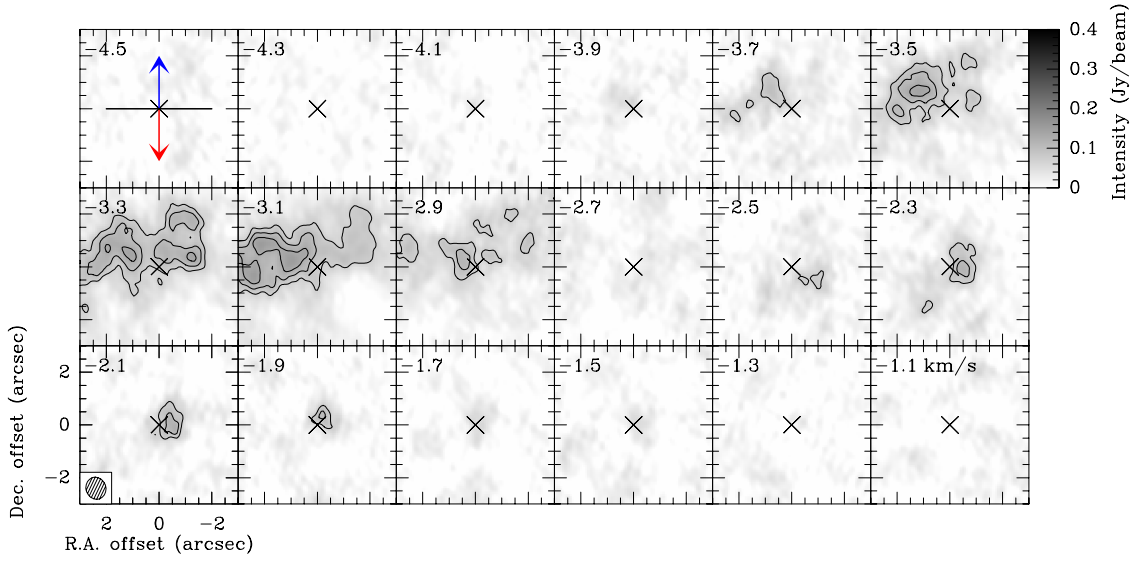 −4.5 −4.3 −4.1 −3.9 −3.7 −3.5
−3.3 −3.1 −2.9 −2.7 −2.5 −2.3
−2.1 −1.9 −1.7 −1.5 −1.3 −1.1 km/s
0.4
0.3
0.2
0.1
0
Intensity (Jy/beam)
2
0
−2
Dec. offset (arcsec)
2 0 −2
R.A. offset (arcsec)